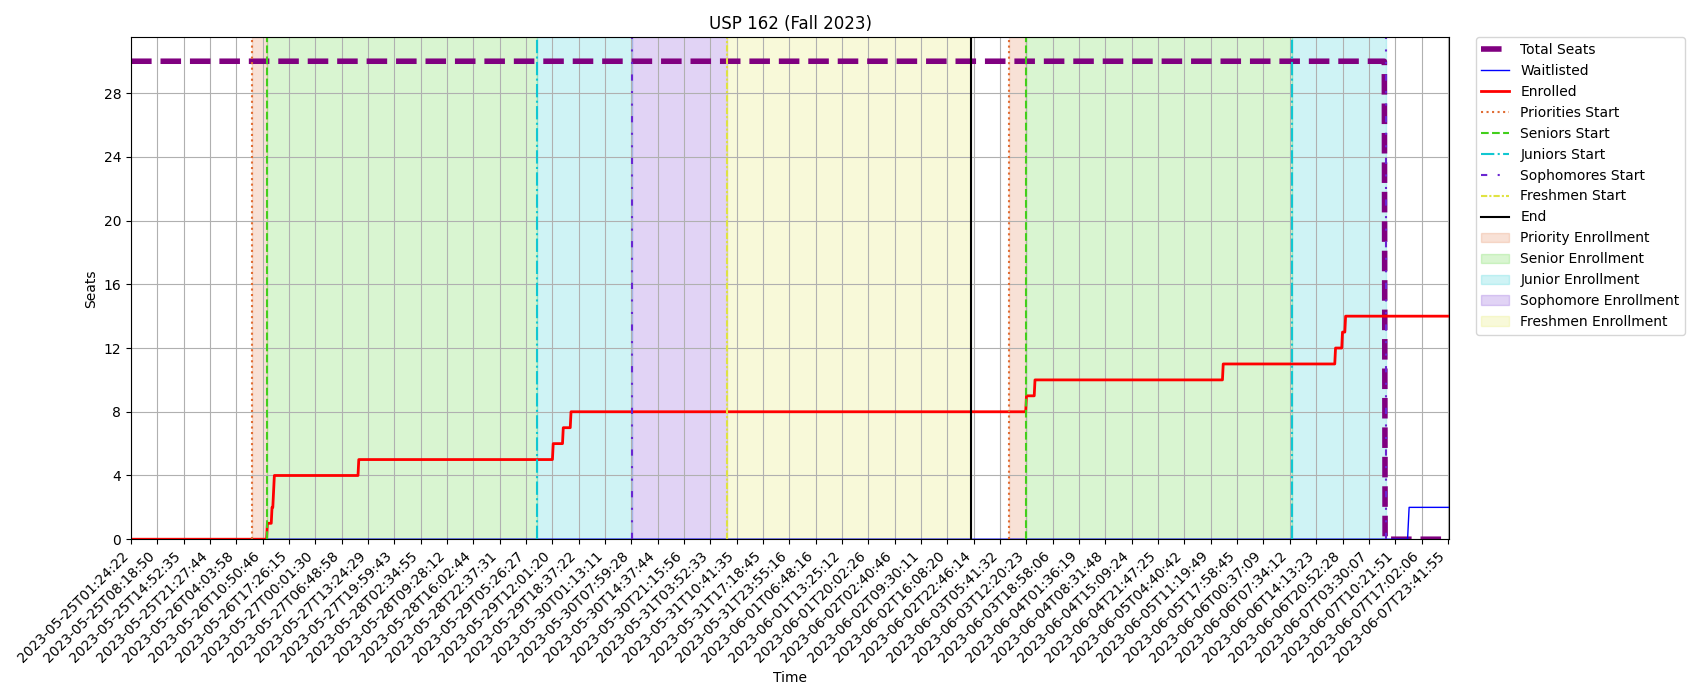 USP 162 (Fall 2023)
Seats
28
24
20
16
12
8
4
0
2023-05-25T01:24:22
2023-05-25T08:18:50
2023-05-25T14:52:35
2023-05-25T21:27:44
2023-05-26T04:03:58
2023-05-26T10:50:46
2023-05-26T17:26:15
2023-05-27T00:01:30
2023-05-27T06:48:58
2023-05-27T13:24:29
2023-05-27T19:59:43
2023-05-28T02:34:55
2023-05-28T09:28:12
2023-05-28T16:02:44
2023-05-28T22:37:31
2023-05-29T05:26:27
2023-05-29T12:01:20
2023-05-29T18:37:22
2023-05-30T01:13:11
2023-05-30T07:59:28
2023-05-30T14:37:44
2023-05-30T21:15:56
2023-05-31T03:52:33
2023-05-31T10:41:35
2023-05-31T17:18:45
2023-05-31T23:55:16
2023-06-01T06:48:16
2023-06-01T13:25:12
2023-06-01T20:02:26
2023-06-02T02:40:46
2023-06-02T09:30:11
2023-06-02T16:08:20
2023-06-02T22:46:14
2023-06-03T05:41:32
2023-06-03T12:20:23
2023-06-03T18:58:06
2023-06-04T01:36:19
2023-06-04T08:31:48
2023-06-04T15:09:24
2023-06-04T21:47:25
2023-06-05T04:40:42
2023-06-05T11:19:49
2023-06-05T17:58:45
2023-06-06T00:37:09
2023-06-06T07:34:12
2023-06-06T14:13:23
2023-06-06T20:52:28
2023-06-07T03:30:07
2023-06-07T10:21:51
2023-06-07T17:02:06
2023-06-07T23:41:55
Time
Total Seats
Waitlisted
Enrolled
Priorities Start
Seniors Start
Juniors Start
Sophomores Start
Freshmen Start
End
Priority Enrollment
Senior Enrollment
Junior Enrollment
Sophomore Enrollment
Freshmen Enrollment